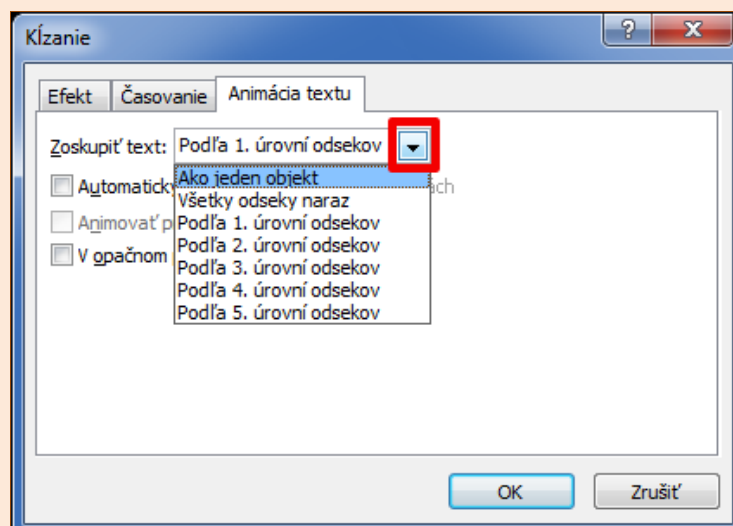 Kĺzanie
Efekt Časovanie Animácia textu
Zoskupiť text: Podľa 1. úrovní odsekov
Ako jeden objekt
Všetky odseky naraz
Podľa 1. úrovní odsekov
Podľa 2. úrovní odsekov
Podľa 3. úrovní odsekov
Podľa 4. úrovní odsekov
Podľa 5. úrovní odsekov
Automaticky
Animovať
V opačnom
OK Zrušiť